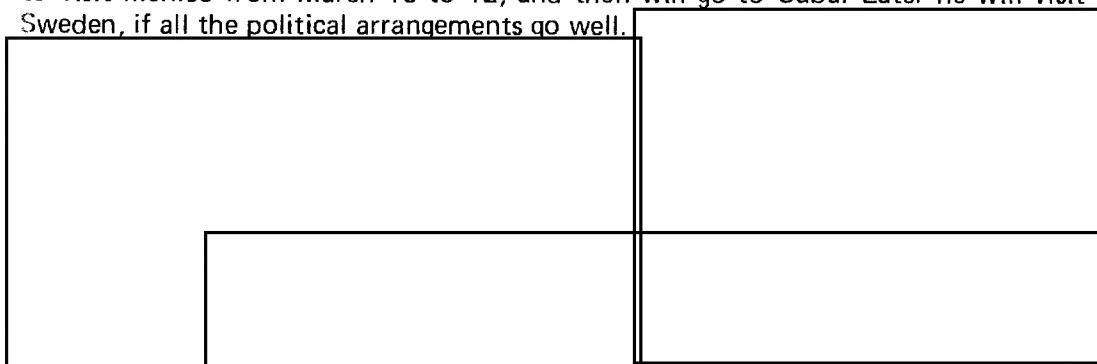 to visit Mexico from March 10 to 12, and then will go to Cuba. Later he will visit
Sweden, if all the political arrangements go well.